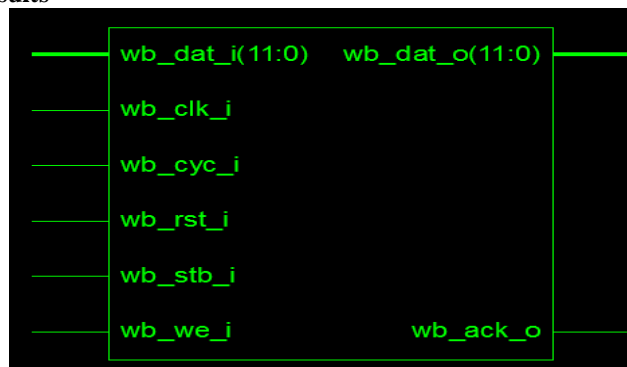 wb_dat_i(11:0) wb_dat_o(11:0)
wb_clk_i
wb_cyc_i
wb_rst_i
wb_stb_i
wb_we_i wb_ack_o